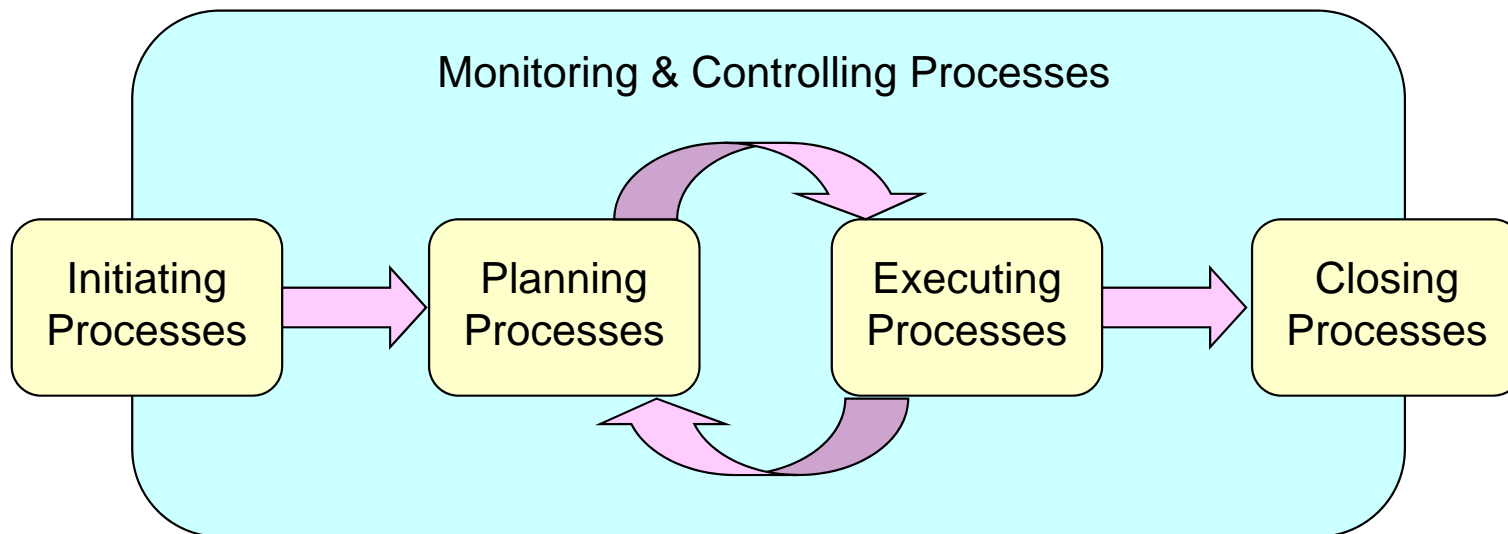 Monitoring & Controlling Processes
Initiating
Processes
Planning
Processes
Executing
Processes
Closing
Processes